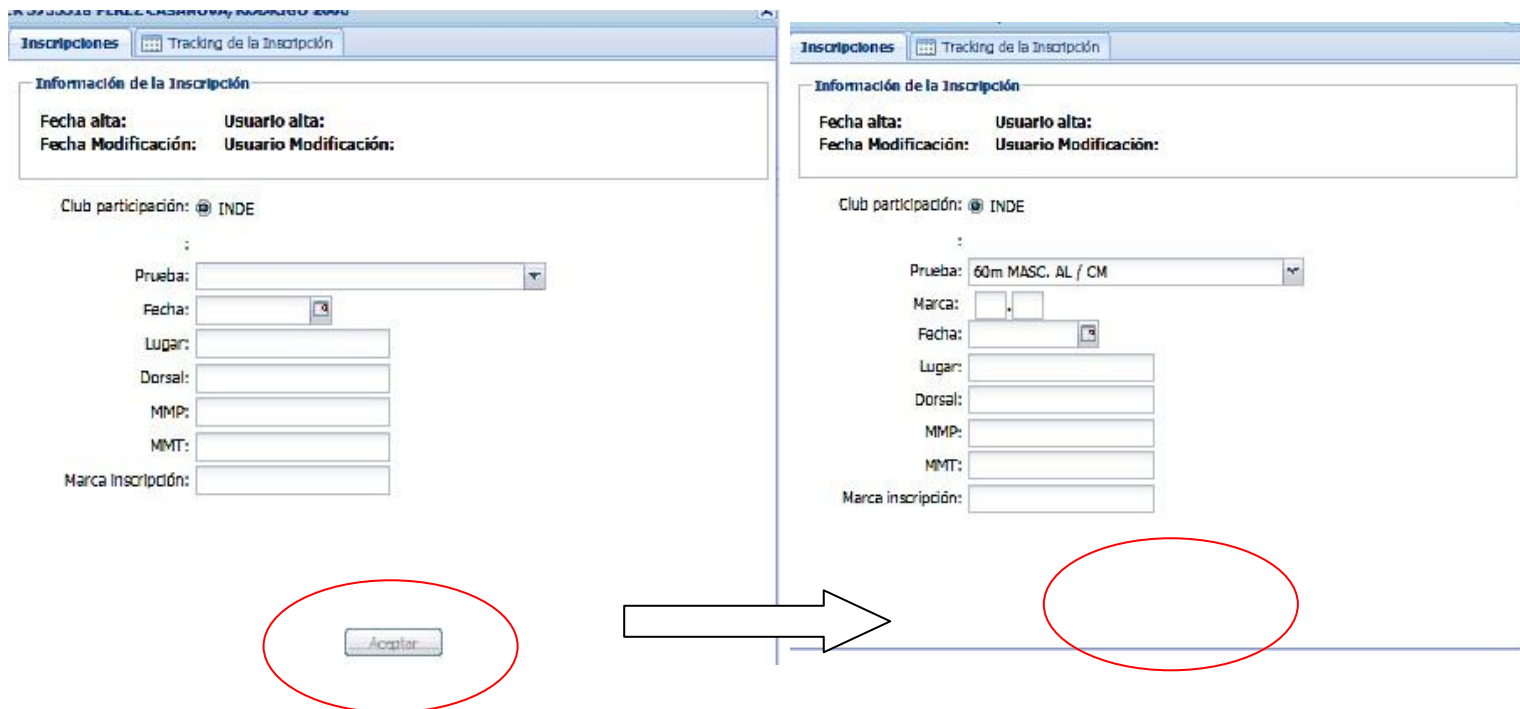 Inscripciones Tracking de la Inscripción
Información de la Inscripción
Fecha alta: Usuario alta:
Fecha Modificación: Usuario Modificación:
Club participación: INDE
:
Prueba:
Fecha:
Lugar:
Dorsal:
MMP:
MMT:
Marca inscripción:
Aceptar
Inscripciones Tracking de la Inscripción
Información de la Inscripción
Fecha alta: Usuario alta:
Fecha Modificación: Usuario Modificación:
Club participación: INDE
:
Prueba: 60m MASC. AL / CM
Marca: .
Fecha:
Lugar:
Dorsal:
MMP:
MMT:
Marca inscripción: